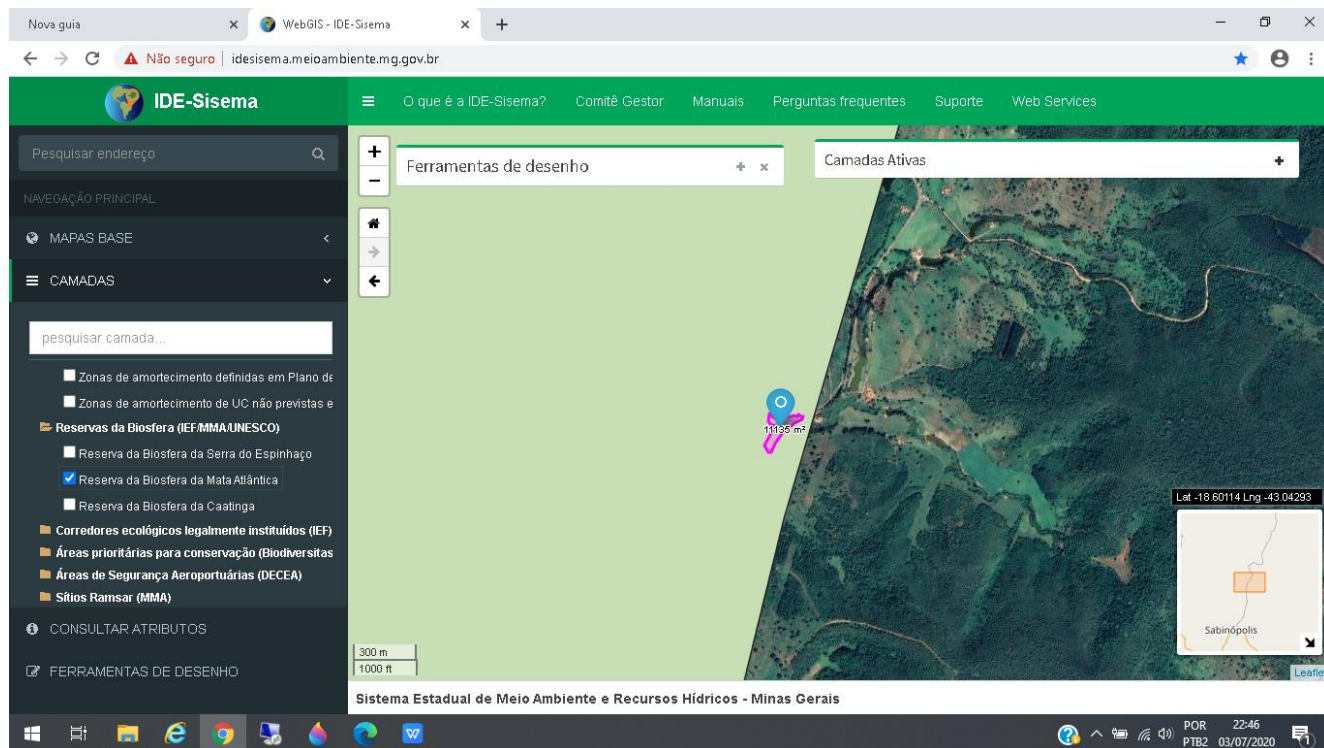 Nova guia
WebGIS - IDE-Sisema
Não seguro | idesisema.meioambiente.mg.gov.br
IDE-Sisema
O que é a IDE-Sisema?
Comitê Gestor
Manuais
Perguntas frequentes
Suporte
Web Services
Pesquisar endereço
NAVEGAÇÃO PRINCIPAL
MAPAS BASE
CAMADAS
pesquisar camada...
Zonas de amortecimento definidas em Plano de
Zonas de amortecimento de UC não previstas e
Reservas da Biosfera (IEF/MMA/UNESCO)
Reserva da Biosfera da Serra do Espinhaço
Reserva da Biosfera da Mata Atlântica
Reserva da Biosfera da Caatinga
Corredores ecológicos legalmente instituídos (IEF)
Áreas prioritárias para conservação (Biodiversitas
Áreas de Segurança Aeroportuárias (DECEA)
Sítios Ramsar (MMA)
CONSULTAR ATRIBUTOS
FERRAMENTAS DE DESENHO
Ferramentas de desenho
Camadas Ativas
11135 m²
Lat -18.60114 Lng -43.04293
Sabinópolis
300 m
1000 ft
Leafle
Sistema Estadual de Meio Ambiente e Recursos Hídricos - Minas Gerais
POR
PTB2
22:46
03/07/2020